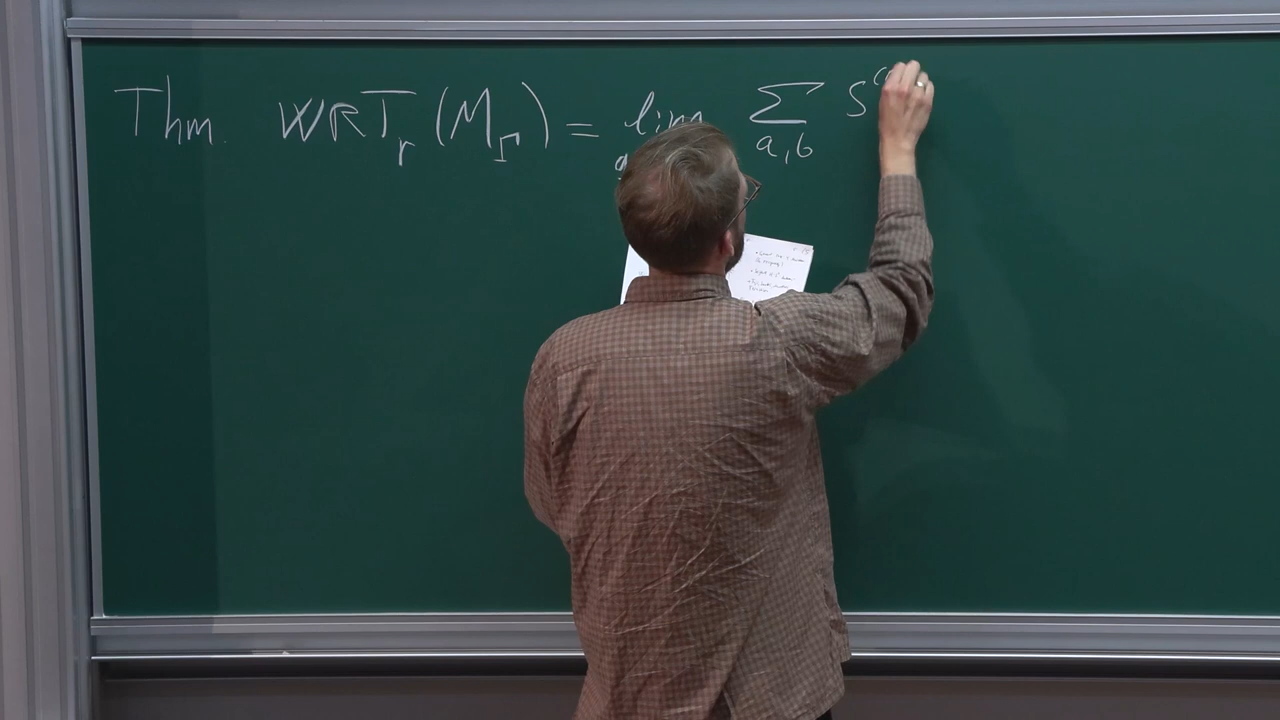 Thm. WRT_r (M_Γ) = lim Σ_{a,b} S